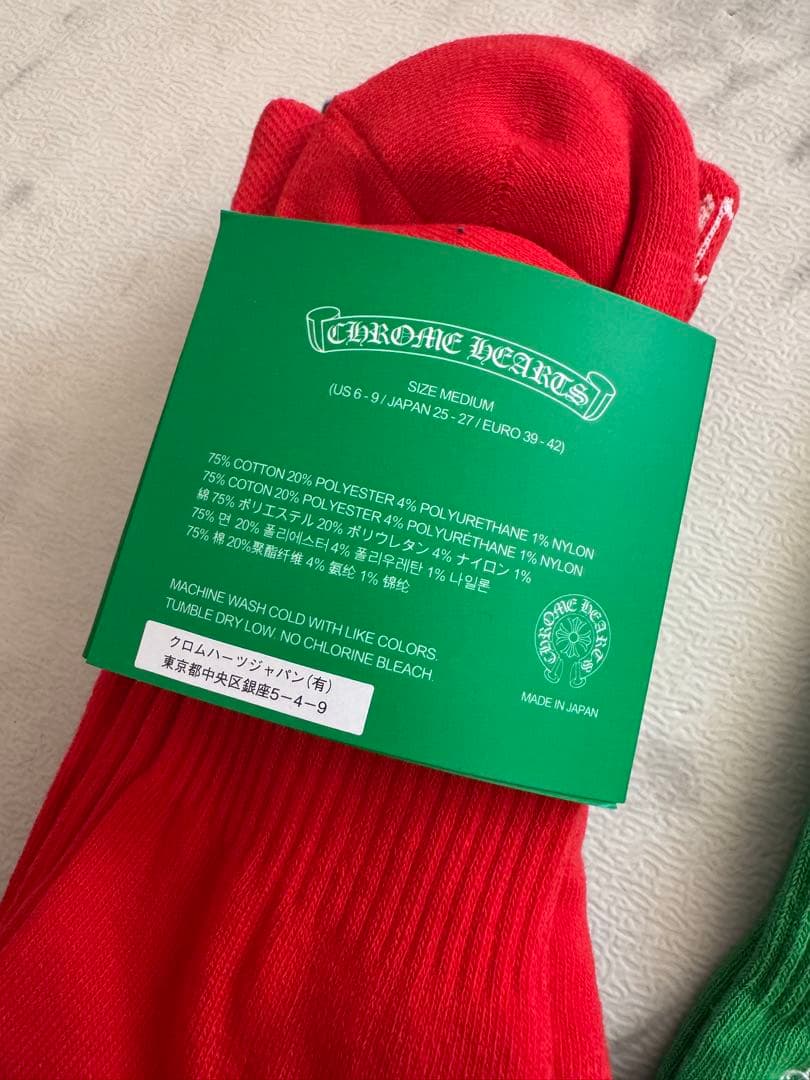 CHROME HEARTS
SIZE MEDIUM
(US 6 - 9 / JAPAN 25 - 27 / EURO 39 - 42)
75% COTTON 20% POLYESTER 4% POLYURETHANE 1% NYLON
75% COTON 20% POLYESTER 4% POLYURÉTHANE 1% NYLON
綿 75% ポリエステル 20% ポリウレタン 4% ナイロン 1%
75% 면 20% 폴리에스터 4% 폴리우레탄 1% 나일론
75% 棉 20%聚酯纤维 4% 氨纶 1% 锦纶
MACHINE WASH COLD WITH LIKE COLORS.
TUMBLE DRY LOW. NO CHLORINE BLEACH.
クロムハーツジャパン(有)
東京都中央区銀座5-4-9
CHROME HEARTS
MADE IN JAPAN